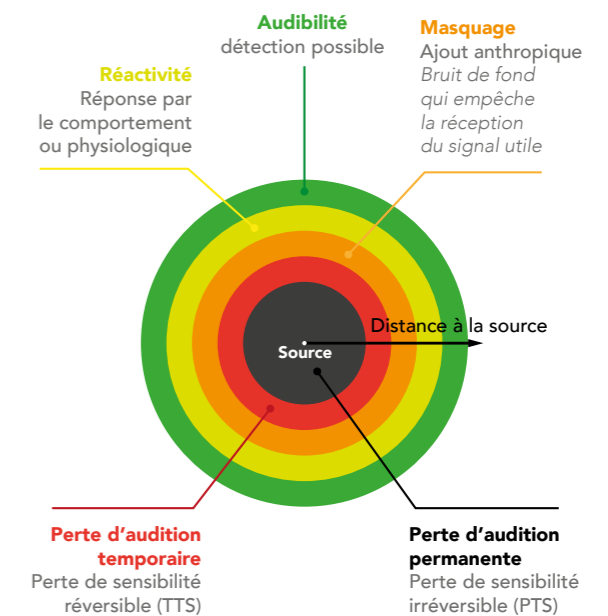 Audibilité
détection possible
Masquage
Ajout anthropique
Bruit de fond
qui empêche
la réception
du signal utile
Réactivité
Réponse par
le comportement
ou physiologique
Distance à la source
Source
Perte d’audition
temporaire
Perte de sensibilité
réversible (TTS)
Perte d’audition
permanente
Perte de sensibilité
irréversible (PTS)